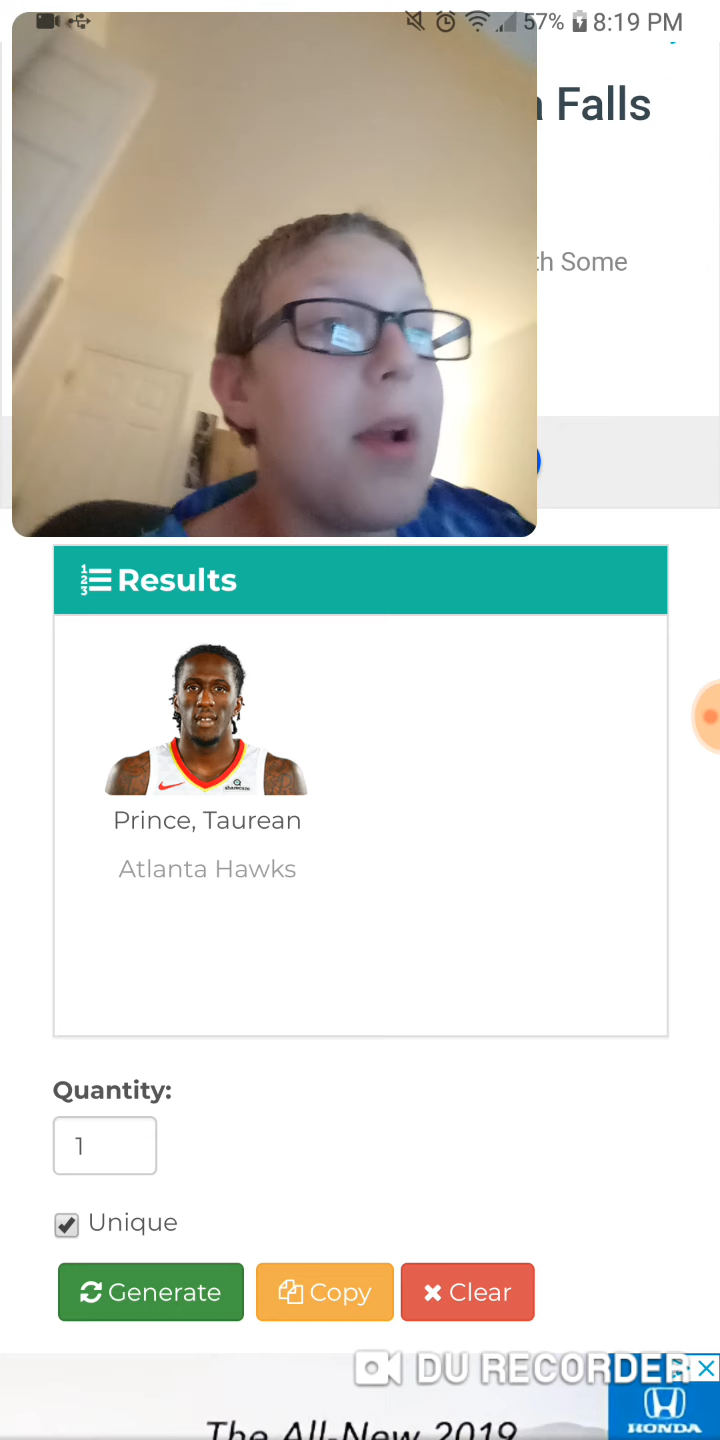 57% 8:19 PM
Falls
th Some
Results
Prince, Taurean
Atlanta Hawks
Quantity:
1
Unique
Generate Copy Clear
DU RECORDER
The All-New 2019
HONDA